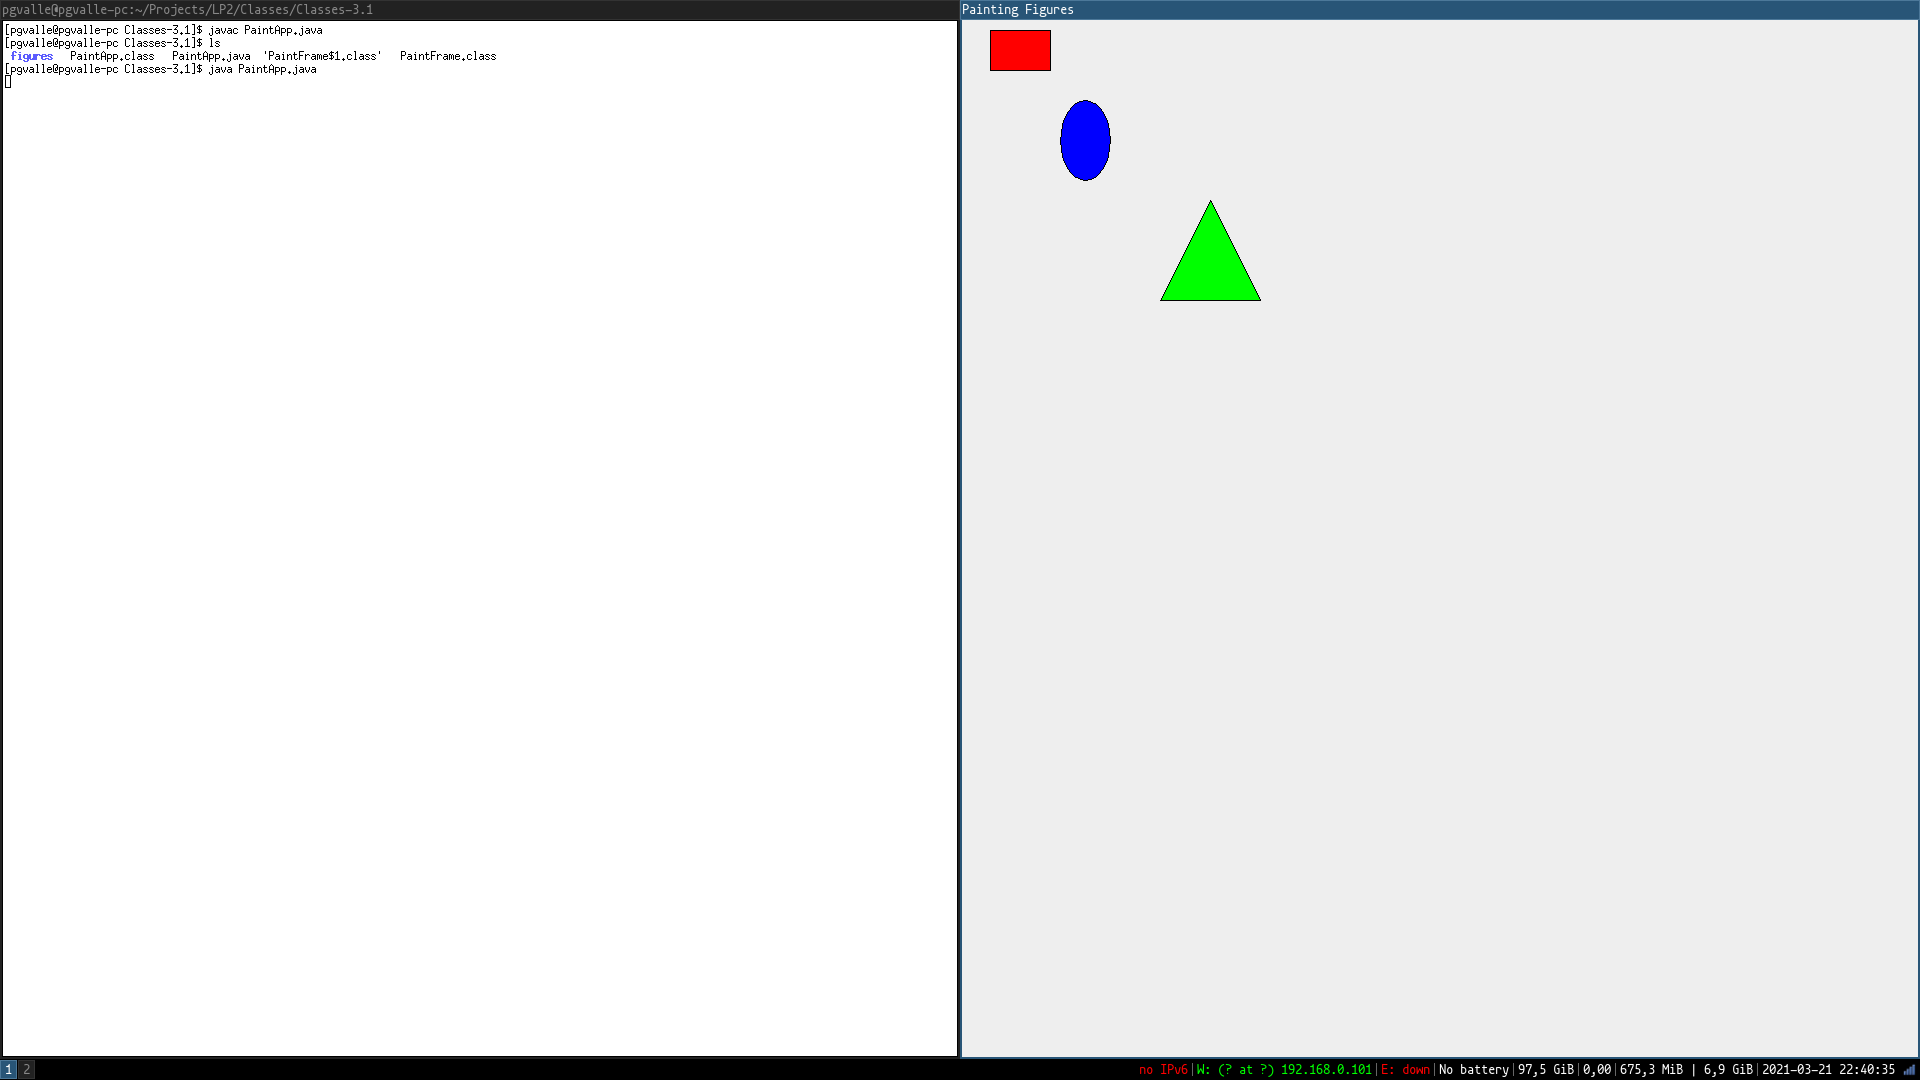 pgvalle@pgvalle-pc:~/Projects/LP2/Classes/Classes-3.1
[pgvalle@pgvalle-pc Classes-3.1]$ javac PaintApp.java
[pgvalle@pgvalle-pc Classes-3.1]$ ls
figures PaintApp.class PaintApp.java 'PaintFrame$1.class' PaintFrame.class
[pgvalle@pgvalle-pc Classes-3.1]$ java PaintApp.java
Painting Figures
1 2
no IPv6|W: (? at ?) 192.168.0.101|E: down|No battery|97,5 GiB|0,00|675,3 MiB | 6,9 GiB|2021-03-21 22:40:35